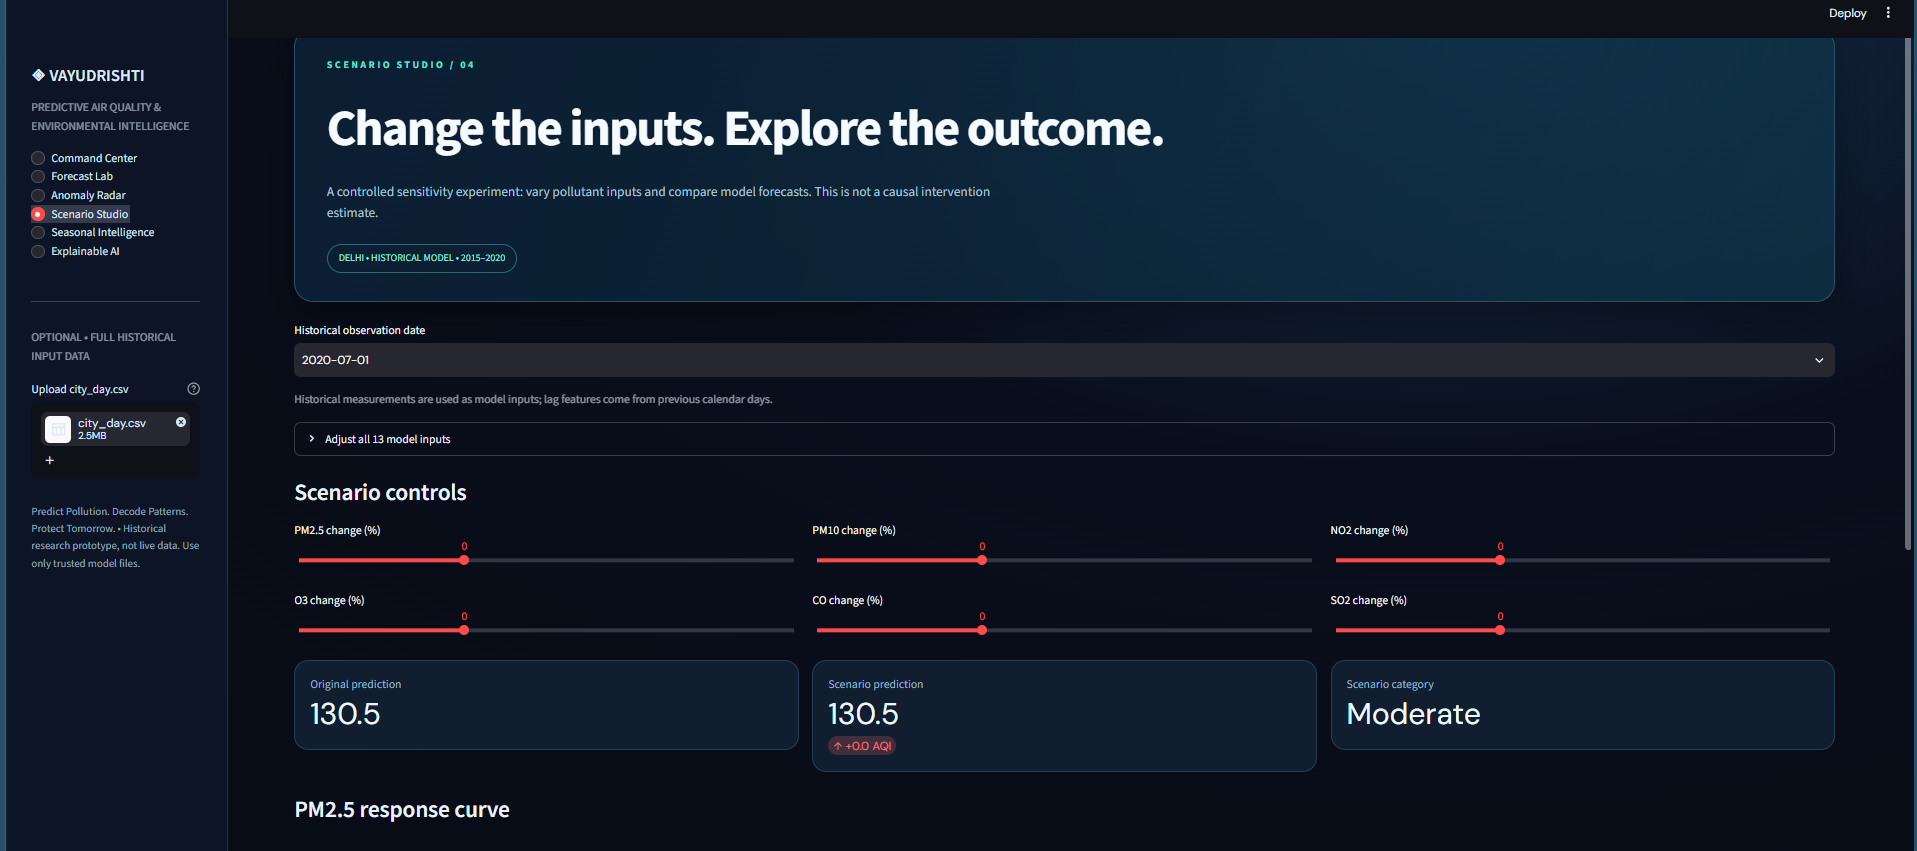 Deploy
VAYUDRISHTI
PREDICTIVE AIR QUALITY &
ENVIRONMENTAL INTELLIGENCE
Command Center
Forecast Lab
Anomaly Radar
Scenario Studio
Seasonal Intelligence
Explainable AI
OPTIONAL • FULL HISTORICAL
INPUT DATA
Upload city_day.csv
city_day.csv
2.5MB
+
Predict Pollution. Decode Patterns.
Protect Tomorrow. • Historical
research prototype, not live data. Use
only trusted model files.
SCENARIO STUDIO / 04
Change the inputs. Explore the outcome.
A controlled sensitivity experiment: vary pollutant inputs and compare model forecasts. This is not a causal intervention
estimate.
DELHI • HISTORICAL MODEL • 2015–2020
Historical observation date
2020-07-01
Historical measurements are used as model inputs; lag features come from previous calendar days.
Adjust all 13 model inputs
Scenario controls
PM2.5 change (%)
0
PM10 change (%)
0
NO2 change (%)
0
O3 change (%)
0
CO change (%)
0
SO2 change (%)
0
Original prediction
130.5
Scenario prediction
130.5
↑ +0.0 AQI
Scenario category
Moderate
PM2.5 response curve